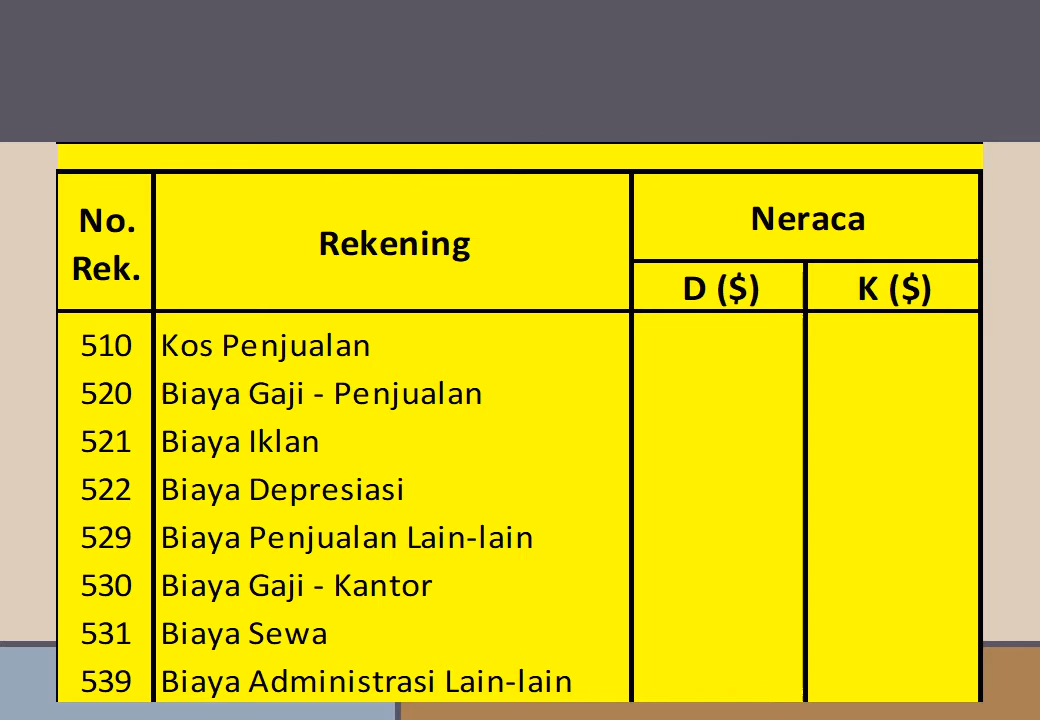 No. Rek.
Rekening
Neraca
D ($) K ($)
510 Kos Penjualan
520 Biaya Gaji - Penjualan
521 Biaya Iklan
522 Biaya Depresiasi
529 Biaya Penjualan Lain-lain
530 Biaya Gaji - Kantor
531 Biaya Sewa
539 Biaya Administrasi Lain-lain